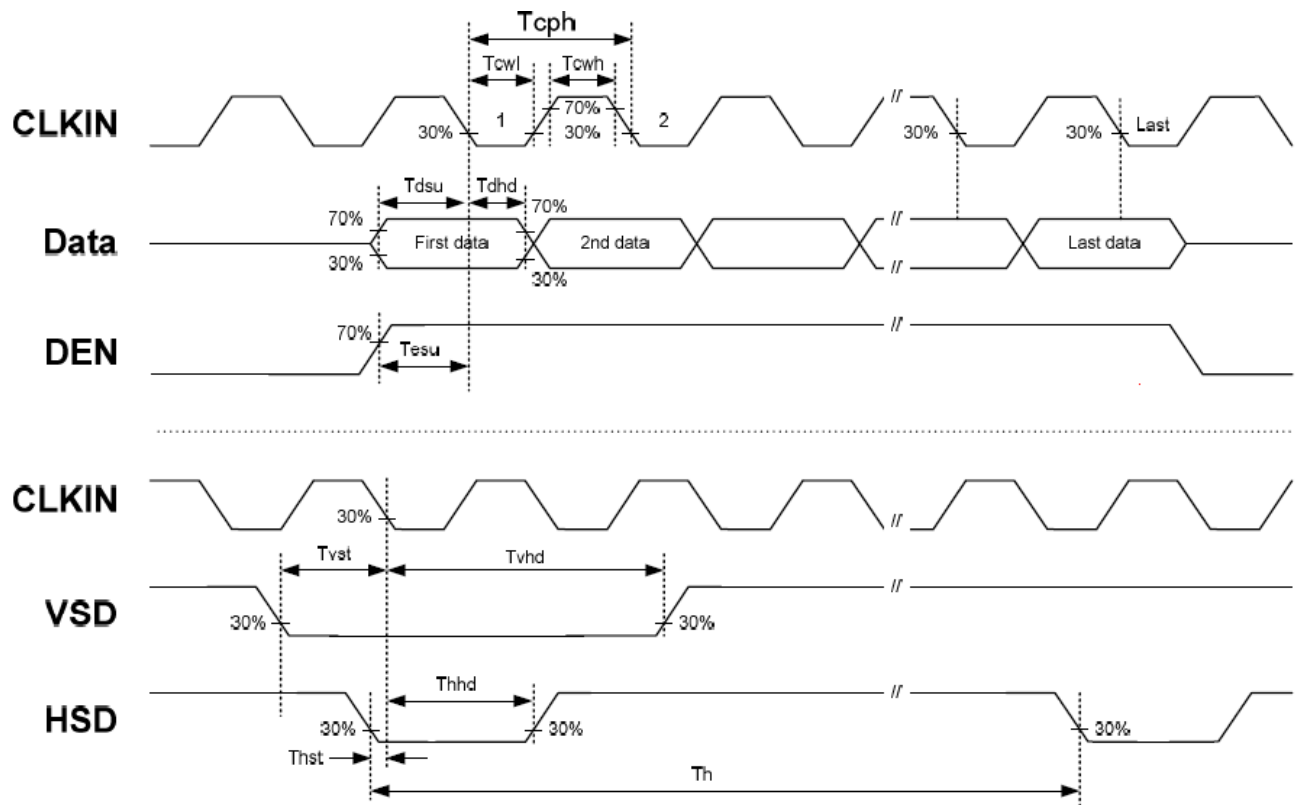 Tcph
Tcwl Tcwh
CLKIN 30% 1 70% 30% 2 // 30% 30% Last
Tdsu Tdhd
Data 70% 30% First data 70% 30% 2nd data // // Last data
DEN 70% Tesu //
CLKIN 30% //
Tvst Tvhd
VSD 30% 30% //
Thhd
HSD 30% 30% // 30%
Thst
Th